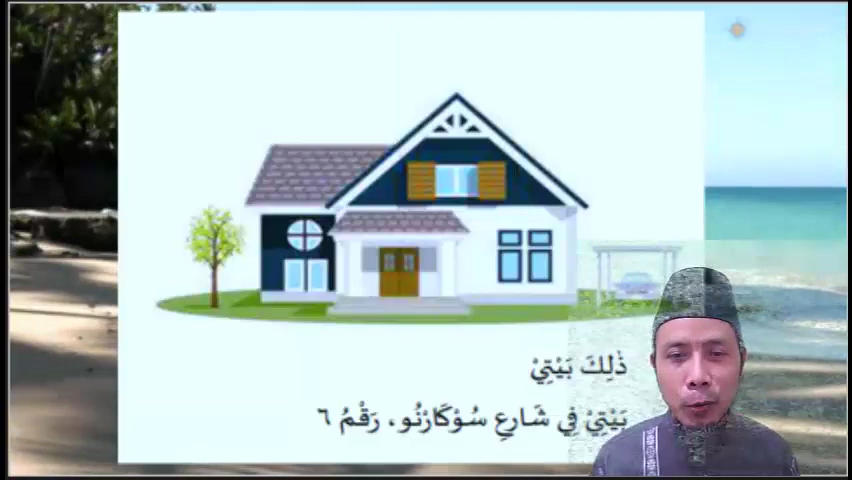 ذٰلِكَ بَيْتِيْ
بَيْتِيْ فِي شَارِعِ سُوْكَارْنُو، رَقْمُ ٦